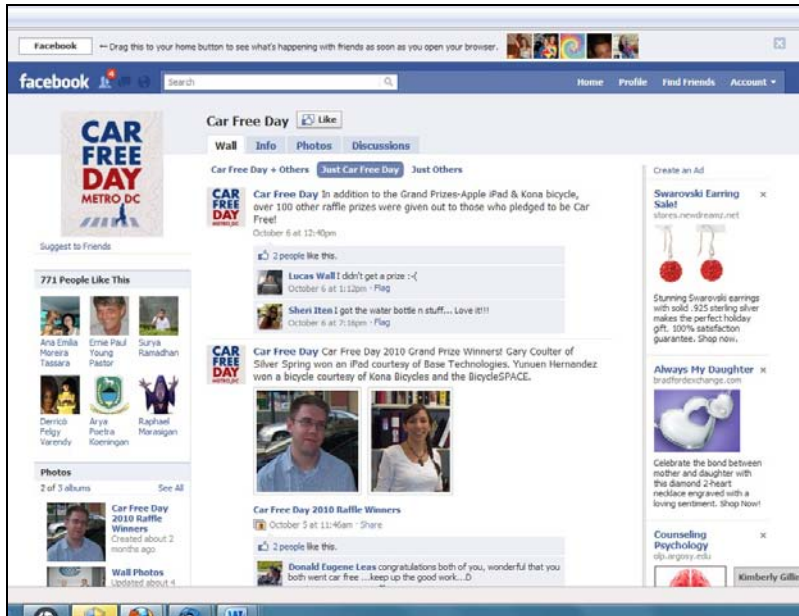 Facebook
← Drag this to your home button to see what's happening with friends as soon as you open your browser.
facebook
4
Search
Home Profile Find Friends Account
CAR
FREE
DAY
METRO DC
Suggest to Friends
771 People Like This
Ana Emilia
Moreira
Tassara
Ernie Paul
Young
Pastor
Surya
Ramadhan
Derrico
Felgy
Varendy
Arya
Poetra
Koeningan
Raphael
Marasigan
Photos
2 of 3 albums See All
Car Free Day
2010 Raffle
Winners
Created about 2
months ago
Wall Photos
Updated about 4
Car Free Day Like
Wall Info Photos Discussions
Car Free Day + Others Just Car Free Day Just Others
CAR
FREE
DAY
METRO DC
Car Free Day In addition to the Grand Prizes-Apple iPad & Kona bicycle,
over 100 other raffle prizes were given out to those who pledged to be Car
Free!
October 6 at 12:40pm
2 people like this.
Lucas Wall I didn't get a prize :-(
October 6 at 1:12pm · Flag
Sheri Iten I got the water bottle n stuff... Love it!!!
October 6 at 7:16pm · Flag
CAR
FREE
DAY
METRO DC
Car Free Day Car Free Day 2010 Grand Prize Winners! Gary Coulter of
Silver Spring won an iPad courtesy of Base Technologies. Yunuen Hernandez
won a bicycle courtesy of Kona Bicycles and the BicycleSPACE.
Car Free Day 2010 Raffle Winners
October 5 at 11:46am · Share
2 people like this.
Donald Eugene Leas congratulations both of you, wonderful that you
both went car free ...keep up the good work...D
Create an Ad
Swarovski Earring
Sale!
stores.newdreamz.net
Stunning Swarovski earrings
with solid .925 sterling silver
makes the perfect holiday
gift. 100% satisfaction
guarantee. Shop now.
Always My Daughter
bradfordexchange.com
Celebrate the bond between
mother and daughter with
this diamond 2-heart
necklace engraved with a
loving sentiment. Shop Now!
Counseling
Psychology
olp.argosy.edu
Kimberly Gillin